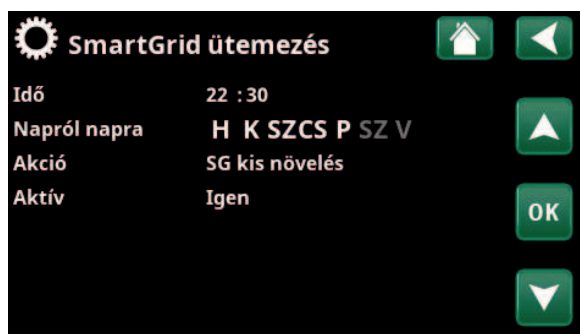 SmartGrid ütemezés
Idő 22 :30
Napról napra H K SZCS P SZ V
Akció SG kis növelés
Aktív Igen
OK